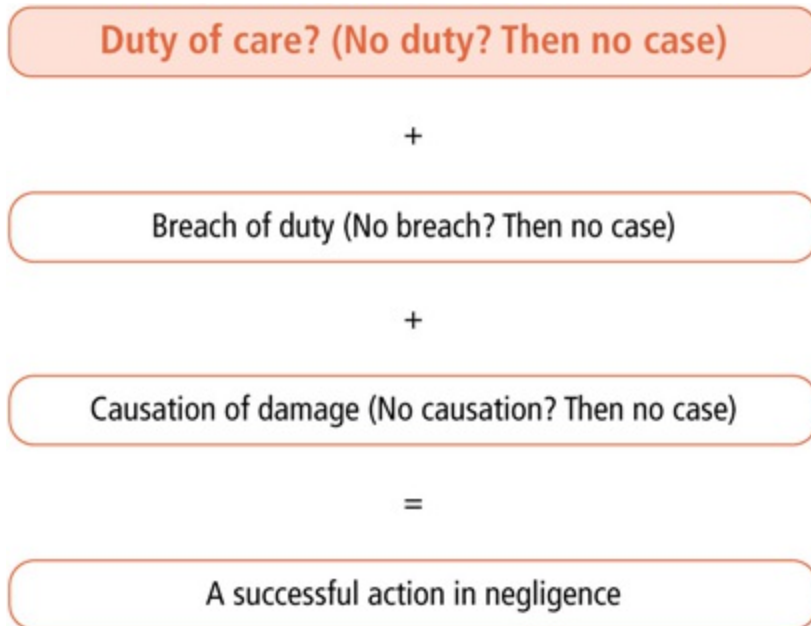 Duty of care? (No duty? Then no case)
+
Breach of duty (No breach? Then no case)
+
Causation of damage (No causation? Then no case)
=
A successful action in negligence